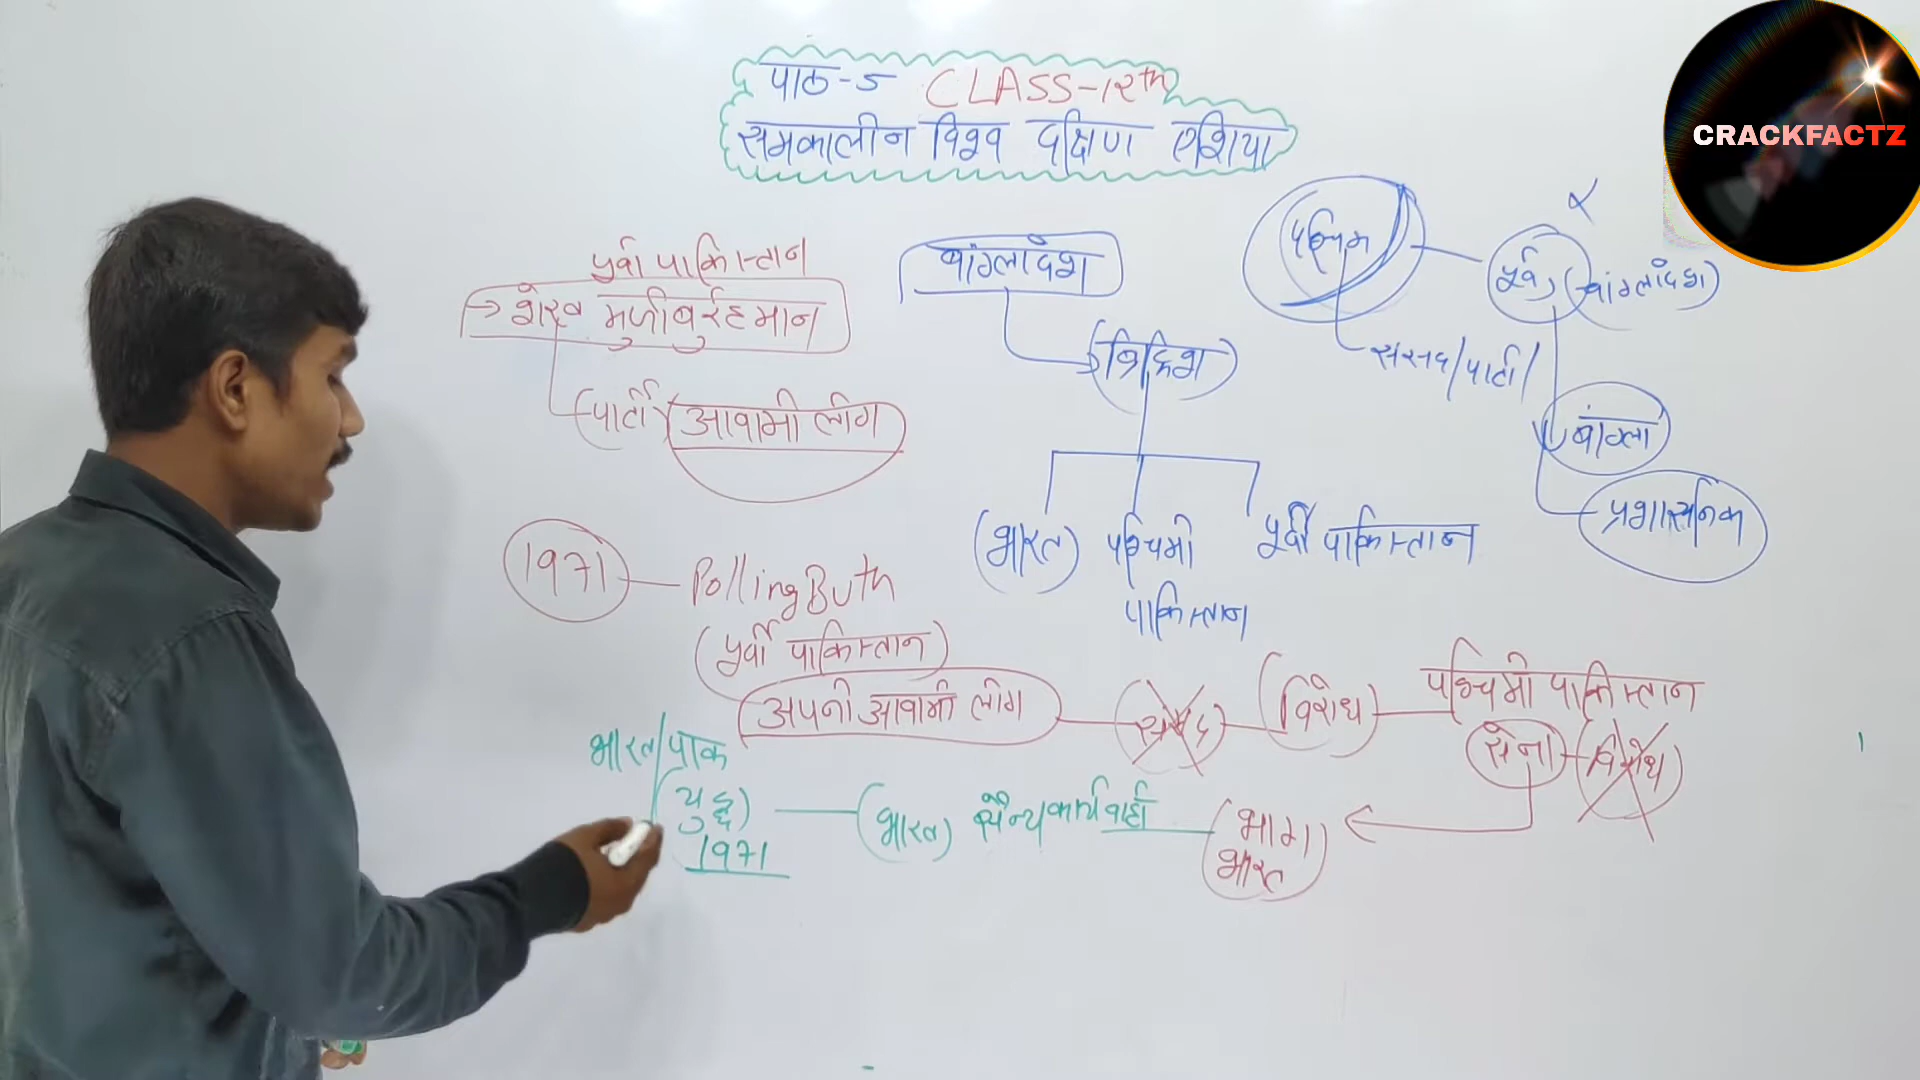 पाठ-5 CLASS-12th
समकालीन विश्व दक्षिण एशिया
CRACKFACTZ
पुर्वी पाकिस्तान
→ शेख मुजीबुर्रहमान
पार्टी आवामी लीग
बांग्लादेश
ब्रिटिश
भारत पश्चिमी पूर्वी पाकिस्तान
पाकिस्तान
पश्चिम
पूर्व (बांग्लादेश)
संसद/पार्टी/
बांग्ला
प्रशासनिक
1971 Polling Buth
(पूर्वी पाकिस्तान)
अपनी आवामी लीग
संसद
(विरोध)
पश्चिमी पाकिस्तान
सेना
(विरोध)
भारत/पाक
(युद्ध)
1971
(भारत) सैन्य कार्यवाही
(भाग
भारत)